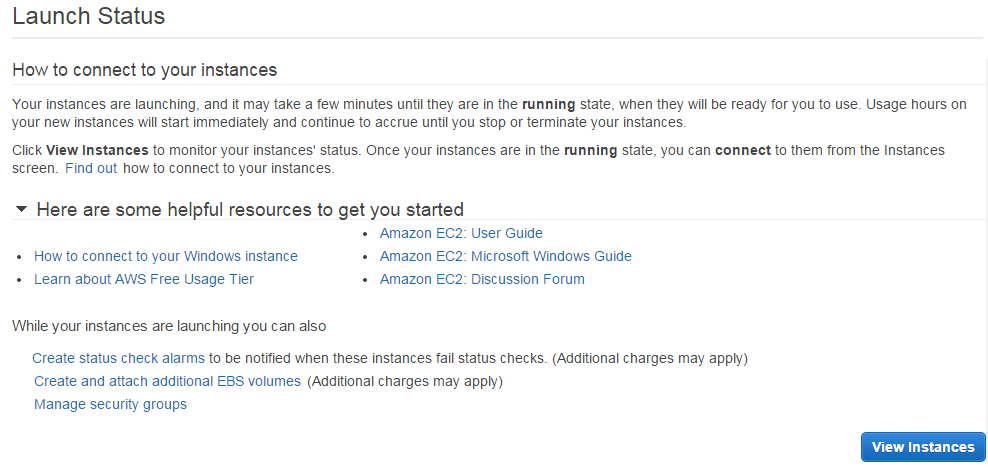 Launch Status
How to connect to your instances
Your instances are launching, and it may take a few minutes until they are in the running state, when they will be ready for you to use. Usage hours on
your new instances will start immediately and continue to accrue until you stop or terminate your instances.
Click View Instances to monitor your instances' status. Once your instances are in the running state, you can connect to them from the Instances
screen. Find out how to connect to your instances.
Here are some helpful resources to get you started
• How to connect to your Windows instance
• Learn about AWS Free Usage Tier
• Amazon EC2: User Guide
• Amazon EC2: Microsoft Windows Guide
• Amazon EC2: Discussion Forum
While your instances are launching you can also
Create status check alarms to be notified when these instances fail status checks. (Additional charges may apply)
Create and attach additional EBS volumes (Additional charges may apply)
Manage security groups
View Instances